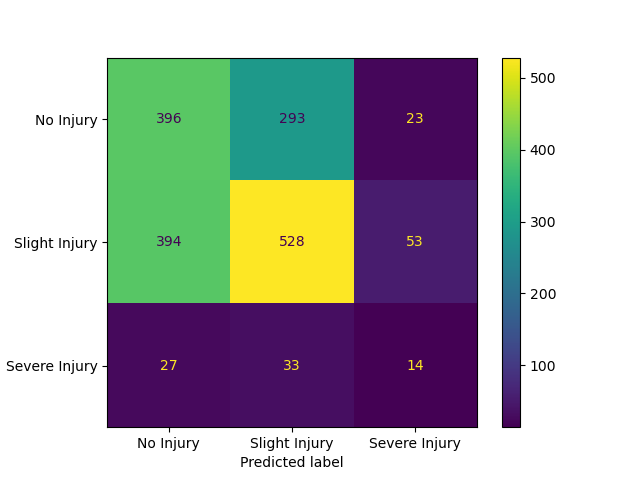 No Injury 396 293 23
Slight Injury 394 528 53
Severe Injury 27 33 14
No Injury Slight Injury Severe Injury
Predicted label
500
400
300
200
100